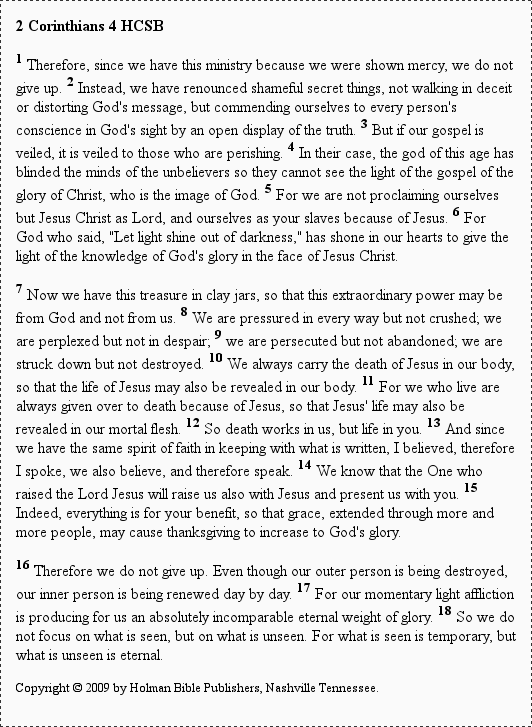 2 Corinthians 4 HCSB
1 Therefore, since we have this ministry because we were shown mercy, we do not
give up. 2 Instead, we have renounced shameful secret things, not walking in deceit
or distorting God's message, but commending ourselves to every person's
conscience in God's sight by an open display of the truth. 3 But if our gospel is
veiled, it is veiled to those who are perishing. 4 In their case, the god of this age has
blinded the minds of the unbelievers so they cannot see the light of the gospel of the
glory of Christ, who is the image of God. 5 For we are not proclaiming ourselves
but Jesus Christ as Lord, and ourselves as your slaves because of Jesus. 6 For
God who said, "Let light shine out of darkness," has shone in our hearts to give the
light of the knowledge of God's glory in the face of Jesus Christ.
7 Now we have this treasure in clay jars, so that this extraordinary power may be
from God and not from us. 8 We are pressured in every way but not crushed; we
are perplexed but not in despair; 9 we are persecuted but not abandoned; we are
struck down but not destroyed. 10 We always carry the death of Jesus in our body,
so that the life of Jesus may also be revealed in our body. 11 For we who live are
always given over to death because of Jesus, so that Jesus' life may also be
revealed in our mortal flesh. 12 So death works in us, but life in you. 13 And since
we have the same spirit of faith in keeping with what is written, I believed, therefore
I spoke, we also believe, and therefore speak. 14 We know that the One who
raised the Lord Jesus will raise us also with Jesus and present us with you. 15
Indeed, everything is for your benefit, so that grace, extended through more and
more people, may cause thanksgiving to increase to God's glory.
16 Therefore we do not give up. Even though our outer person is being destroyed,
our inner person is being renewed day by day. 17 For our momentary light affliction
is producing for us an absolutely incomparable eternal weight of glory. 18 So we do
not focus on what is seen, but on what is unseen. For what is seen is temporary, but
what is unseen is eternal.
Copyright © 2009 by Holman Bible Publishers, Nashville Tennessee.